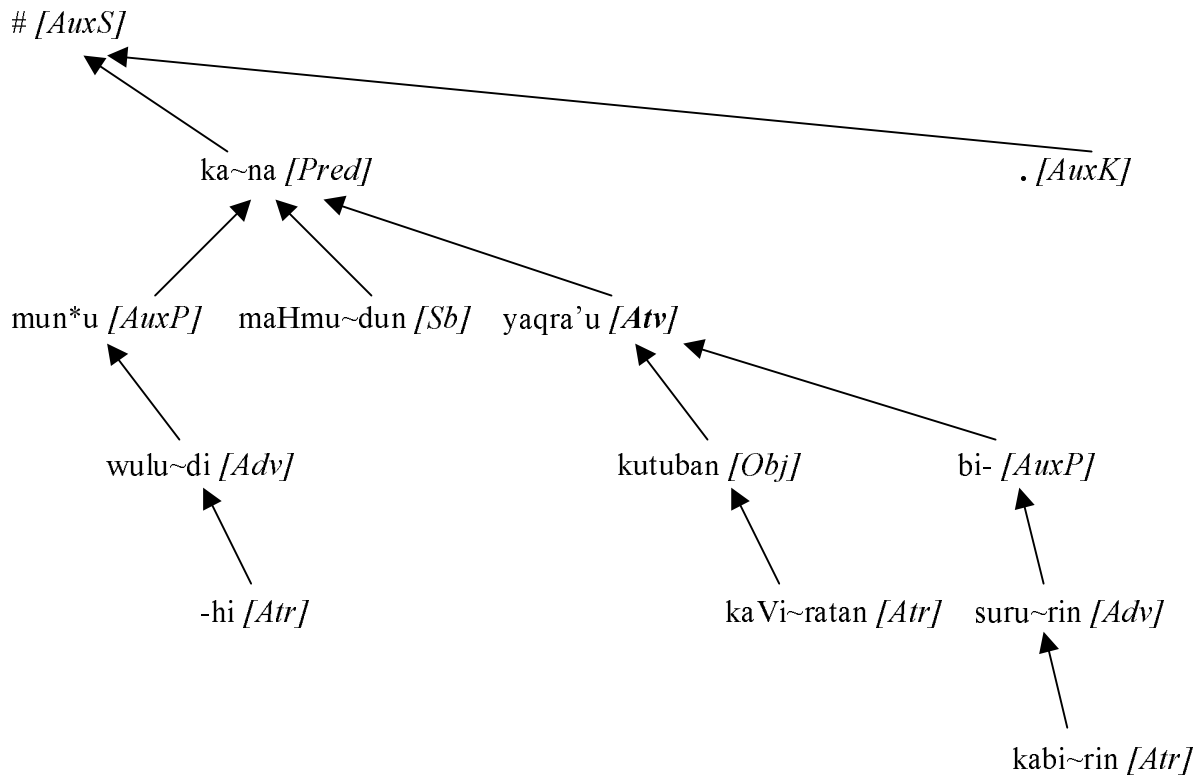 # [AuxS]
ka~na [Pred] . [AuxK]
mun*u [AuxP] maHmu~dun [Sb] yaqra’u [Atv]
wulu~di [Adv] kutuban [Obj] bi- [AuxP]
-hi [Atr] kaVi~ratan [Atr] suru~rin [Adv]
kabi~rin [Atr]